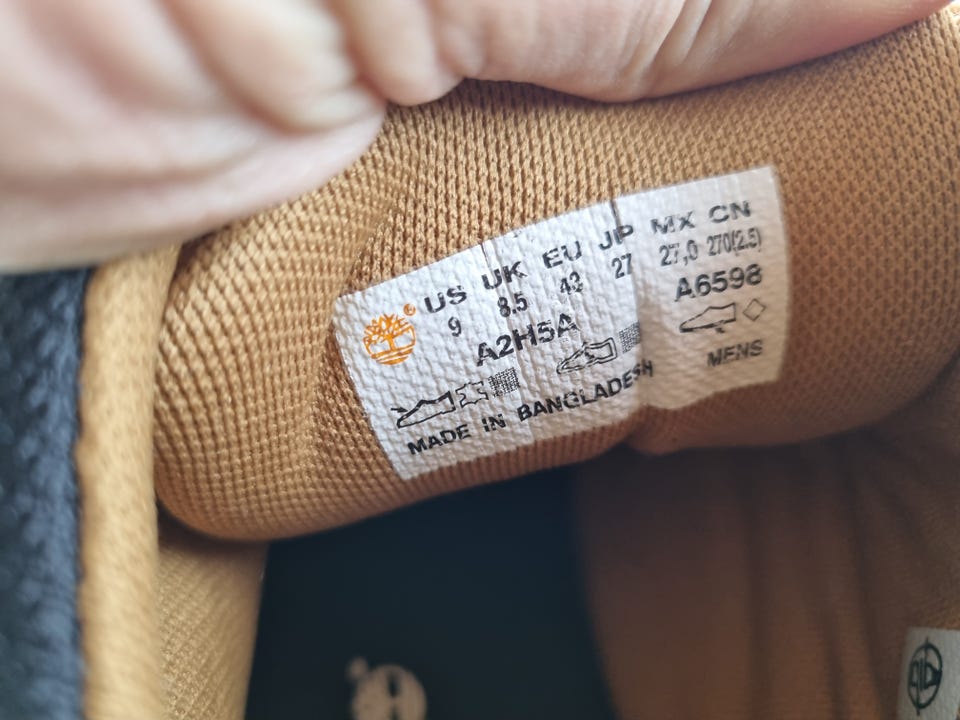 US UK EU JP MX CN
9 8.5 43 27 27,0 270(2.5)
A2H5A A6598
MENS
MADE IN BANGLADESH